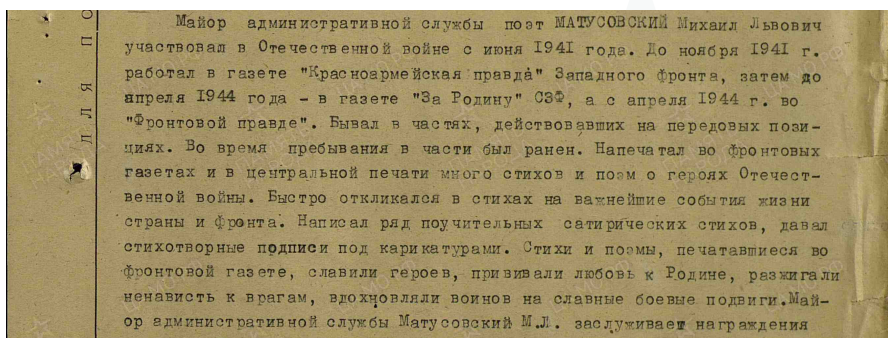 Майор административной службы поэт МАТУСОВСКИЙ Михаил Львович
участвовал в Отечественной войне с июня 1941 года. До ноября 1941 г.
работал в газете "Красноармейская правда" Западного фронта, затем до
апреля 1944 года - в газете "За Родину" СЗФ, а с апреля 1944 г. во
"Фронтовой правде". Бывал в частях, действовавших на передовых пози-
циях. Во время пребывания в части был ранен. Напечатал во фронтовых
газетах и в центральной печати много стихов и поэм о героях Отечест-
венной войны. Быстро откликался в стихах на важнейшие события жизни
страны и фронта. Написал ряд поучительных сатирических стихов, давал
стихотворные подписи под карикатурами. Стихи и поэмы, печатавшиеся во
фронтовой газете, славили героев, прививали любовь к Родине, разжигали
ненависть к врагам, вдохновляли воинов на славные боевые подвиги.Май-
ор административной службы Матусовский М.Л. заслуживает награждения